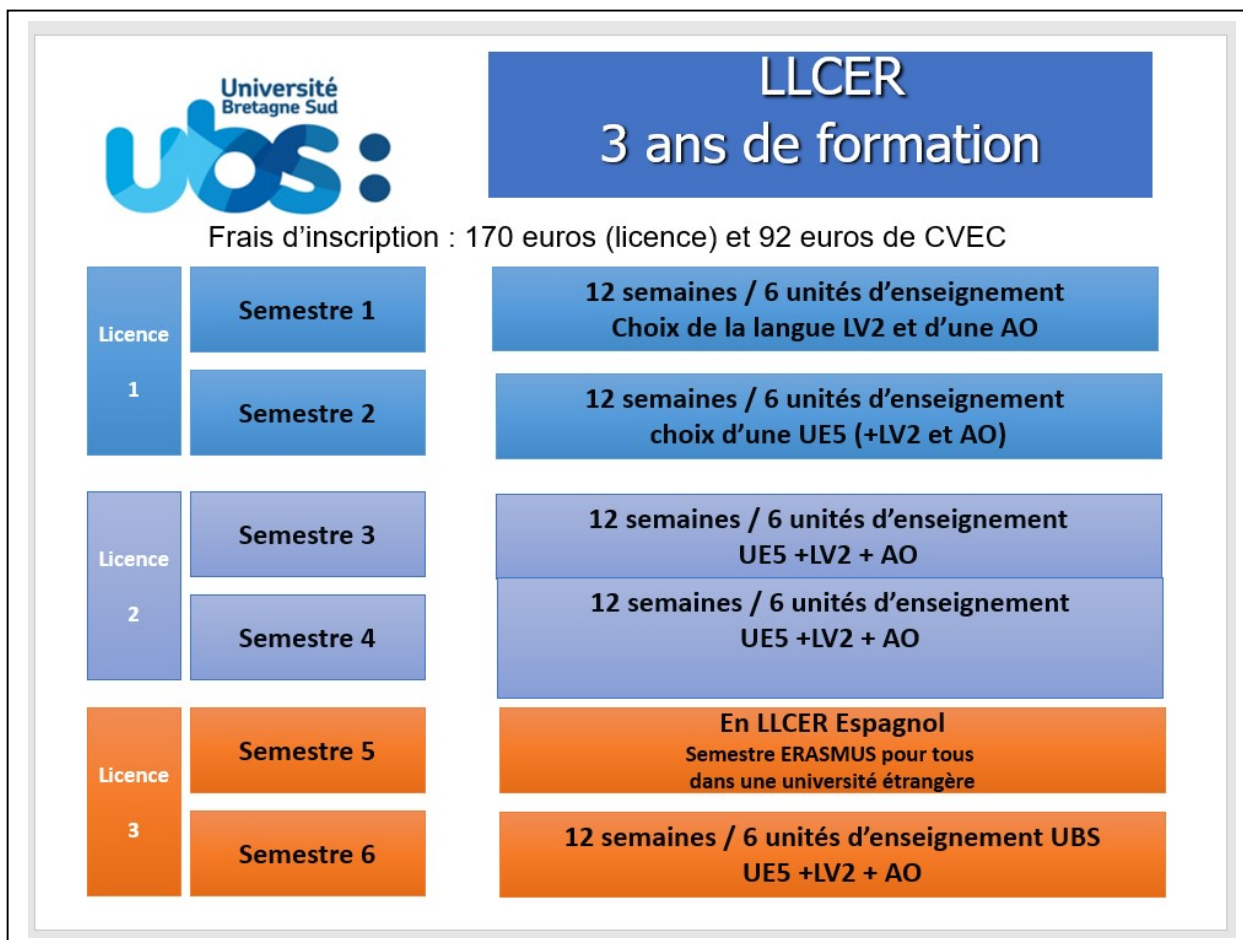 Université
Bretagne Sud
ubs:
LLCER
3 ans de formation
Frais d'inscription : 170 euros (licence) et 92 euros de CVEC
Licence
1
Semestre 1
12 semaines / 6 unités d'enseignement
Choix de la langue LV2 et d'une AO
Semestre 2
12 semaines / 6 unités d'enseignement
choix d'une UE5 (+LV2 et AO)
Licence
2
Semestre 3
12 semaines / 6 unités d'enseignement
UE5 +LV2 + AO
Semestre 4
12 semaines / 6 unités d'enseignement
UE5 +LV2 + AO
Licence
3
Semestre 5
En LLCER Espagnol
Semestre ERASMUS pour tous
dans une université étrangère
Semestre 6
12 semaines / 6 unités d'enseignement UBS
UE5 +LV2 + AO